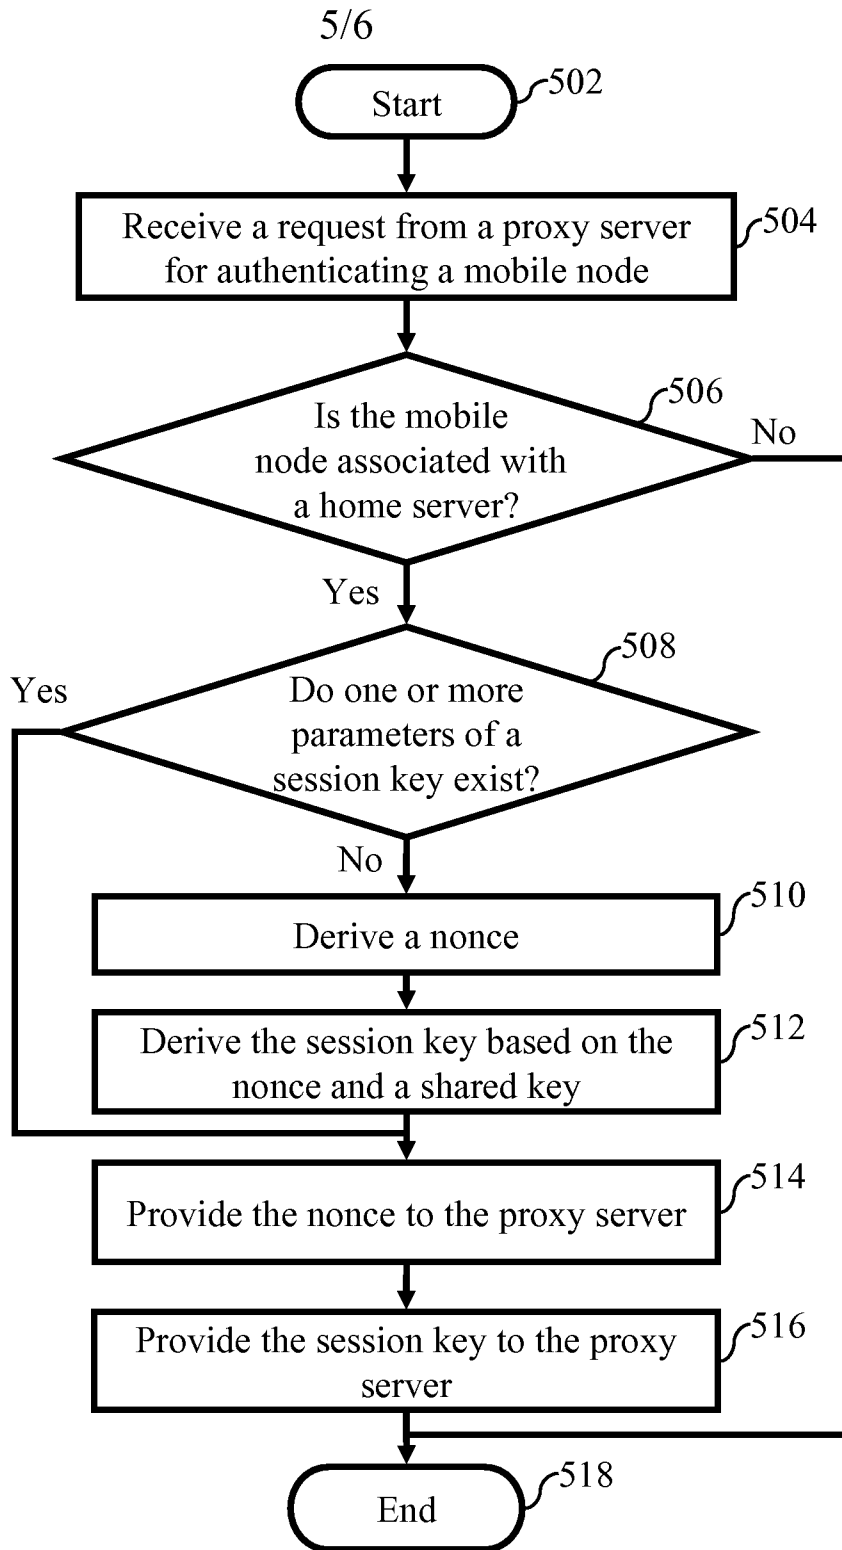 5/6
Start
502
Receive a request from a proxy server
for authenticating a mobile node
504
Is the mobile
node associated with
a home server?
506
No
Yes
Do one or more
parameters of a
session key exist?
508
Yes
No
Derive a nonce
510
Derive the session key based on the
nonce and a shared key
512
Provide the nonce to the proxy server
514
Provide the session key to the proxy
server
516
End
518